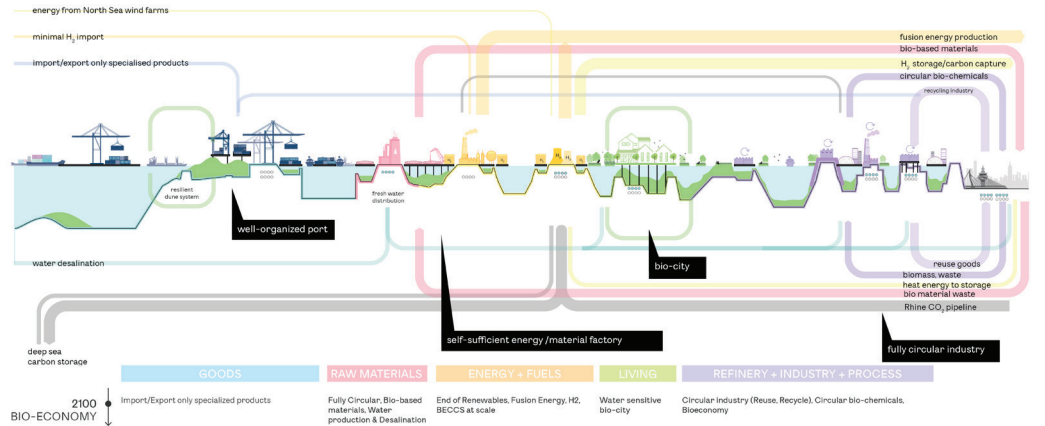 energy from North Sea wind farms
minimal H₂ import
import/export only specialised products
fusion energy production
bio-based materials
H₂ storage/carbon capture
circular bio-chemicals
recycling industry
resilient
dune system
fresh water
distribution
H₂
H₂
well-organized port
bio-city
water desalination
reuse goods
biomass, waste
heat energy to storage
bio material waste
Rhine CO₂ pipeline
self-sufficient energy /material factory
fully circular industry
deep sea
carbon storage
GOODS
RAW MATERIALS
ENERGY + FUELS
LIVING
REFINERY + INDUSTRY + PROCESS
2100
BIO-ECONOMY
Import/Export only specialized products
Fully Circular, Bio-based
materials, Water
production & Desalination
End of Renewables, Fusion Energy, H2,
BECCS at scale
Water sensitive
bio-city
Circular industry (Reuse, Recycle), Circular bio-chemicals,
Bioeconomy